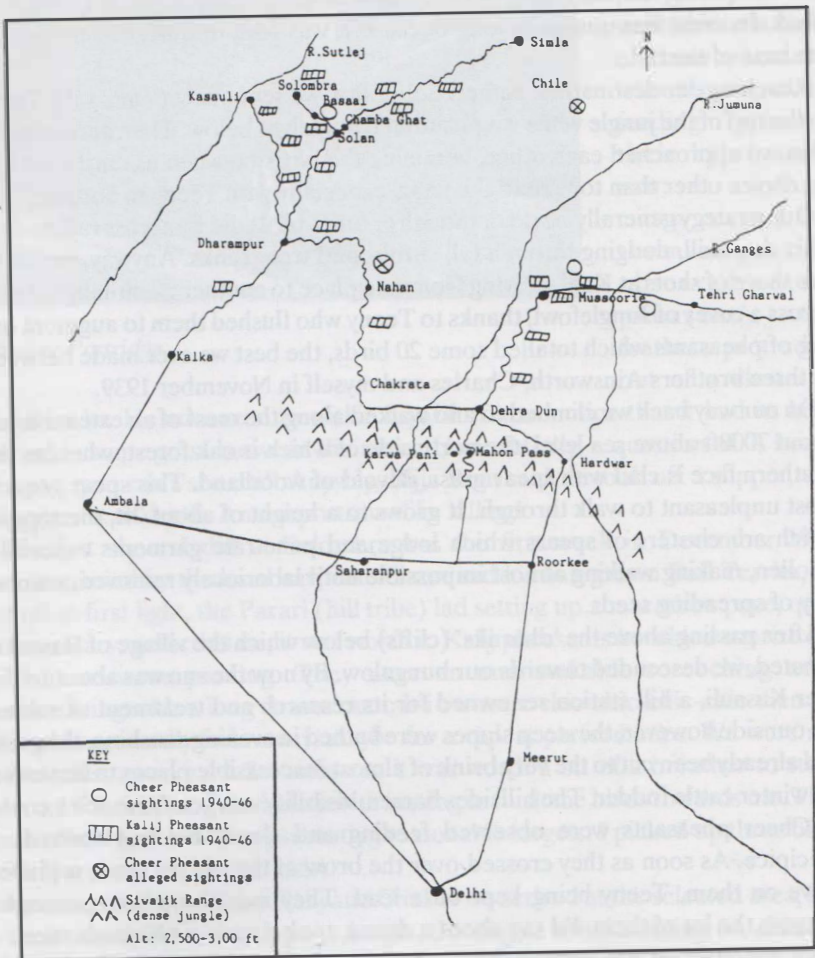 R.Sutlej
Simla
N
Solombra
Chile
Kasauli
Basal
R.Jumuna
Chamba Ghat
Solan
Dharampur
R.Ganges
Nahan
Mussoorie
Tehri Gharwal
Kalka
Chakrata
Dehra Dun
Karwa Pani
Mahon Pass
Hardwar
Ambala
Saharanpur
Roorkee
Meerut
Delhi
KEY
Cheer Pheasant
sightings 1940-46
Kalij Pheasant
sightings 1940-46
Cheer Pheasant
alleged sightings
Siwalik Range
(dense jungle)
Alt: 2,500-3,00 ft